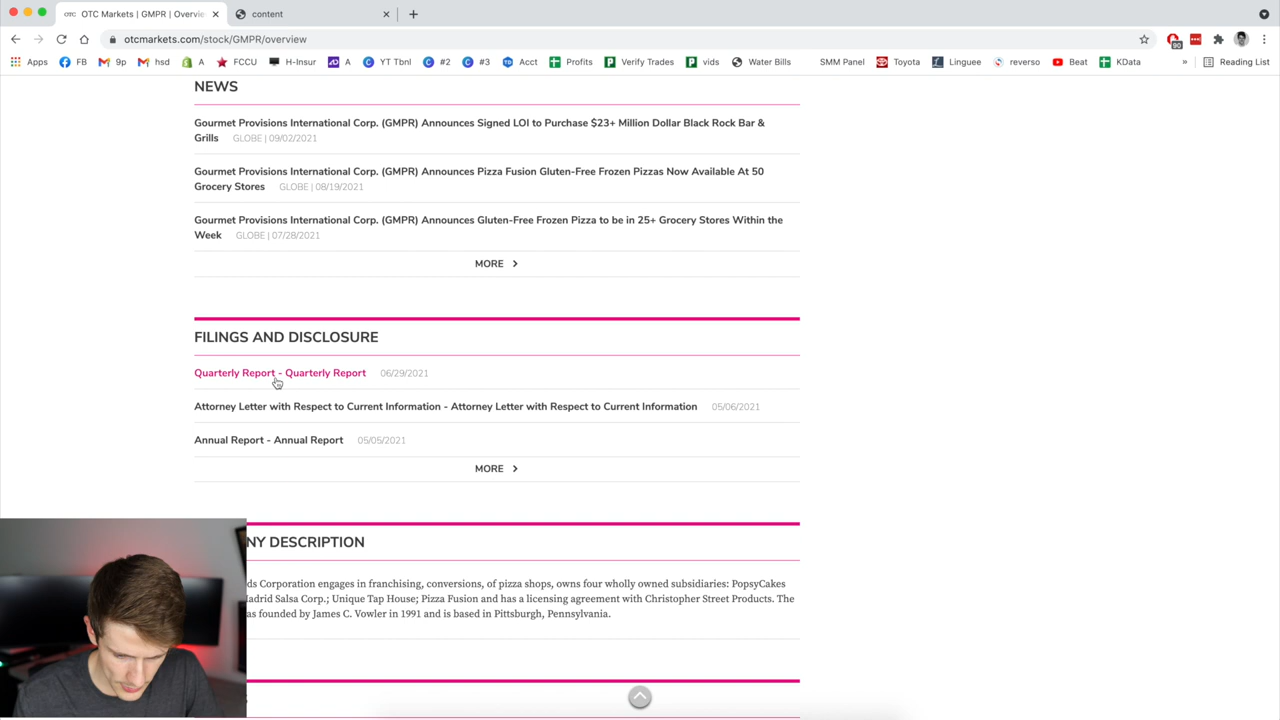 OTC Markets | GMPR | Overvie
content
otcmarkets.com/stock/GMPR/overview
90
Apps FB 9p hsd A FCCU H-Insur A YT Tbnl #2 #3 Acct Profits Verify Trades vids Water Bills SMM Panel Toyota Linguee reverso Beat KData » Reading List
NEWS
Gourmet Provisions International Corp. (GMPR) Announces Signed LOI to Purchase $23+ Million Dollar Black Rock Bar &
Grills GLOBE | 09/02/2021
Gourmet Provisions International Corp. (GMPR) Announces Pizza Fusion Gluten-Free Frozen Pizzas Now Available At 50
Grocery Stores GLOBE | 08/19/2021
Gourmet Provisions International Corp. (GMPR) Announces Gluten-Free Frozen Pizza to be in 25+ Grocery Stores Within the
Week GLOBE | 07/28/2021
MORE
FILINGS AND DISCLOSURE
Quarterly Report - Quarterly Report 06/29/2021
Attorney Letter with Respect to Current Information - Attorney Letter with Respect to Current Information 05/06/2021
Annual Report - Annual Report 05/05/2021
MORE
NY DESCRIPTION
ds Corporation engages in franchising, conversions, of pizza shops, owns four wholly owned subsidiaries: PopsyCakes
adrid Salsa Corp.; Unique Tap House; Pizza Fusion and has a licensing agreement with Christopher Street Products. The
as founded by James C. Vowler in 1991 and is based in Pittsburgh, Pennsylvania.